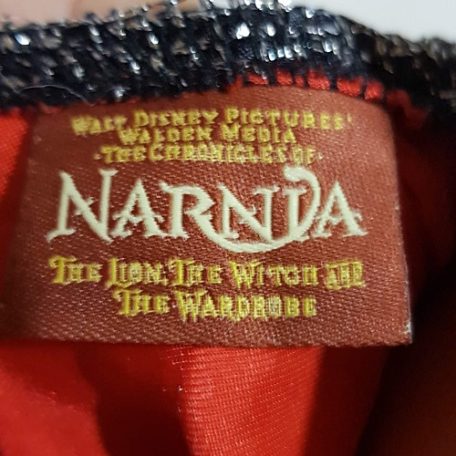 WALT DISNEY PICTURES'
WALDEN MEDIA
·THE CHRONICLES OF·
NARNIA
THE LION, THE WITCH AND
THE WARDROBE